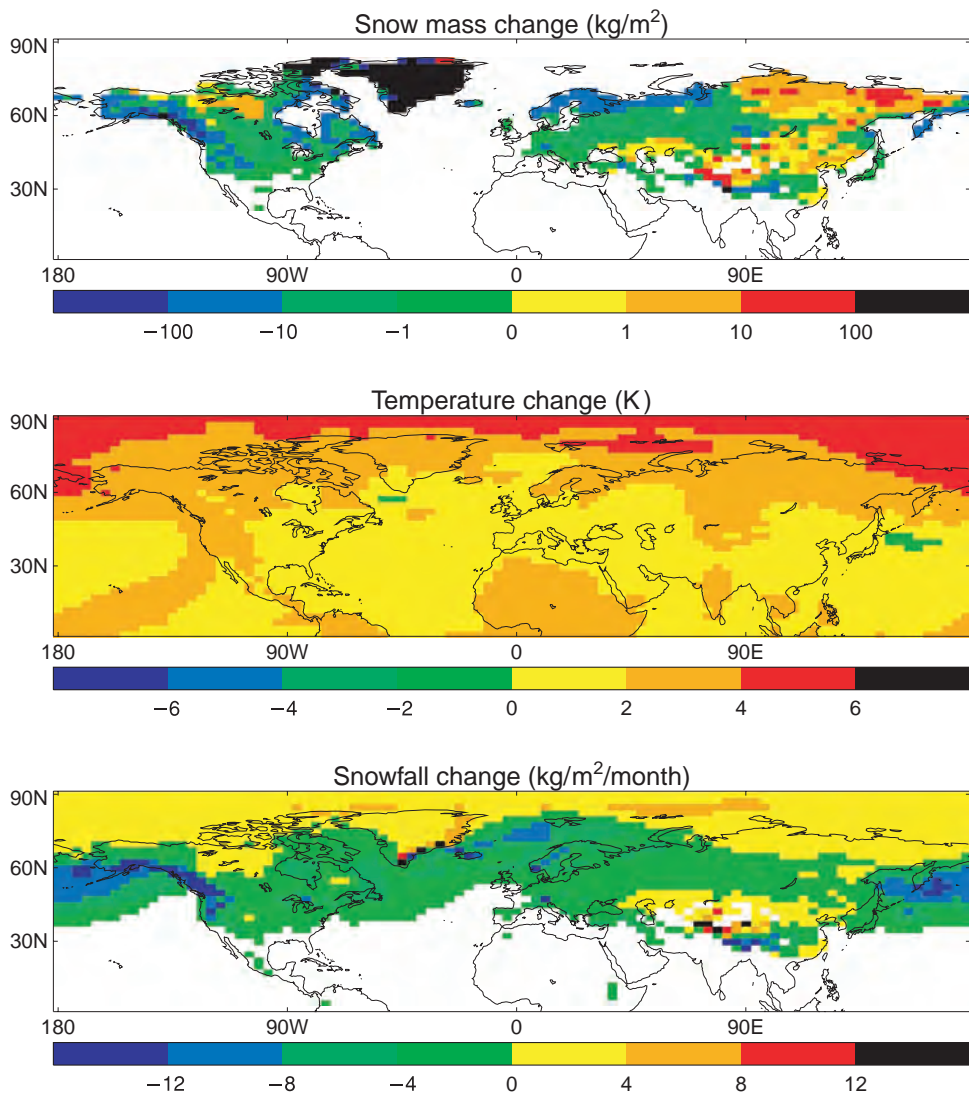 Snow mass change (kg/m²)
90N
60N
30N
180 90W 0 90E
−100 −10 −1 0 1 10 100
Temperature change (K)
90N
60N
30N
180 90W 0 90E
−6 −4 −2 0 2 4 6
Snowfall change (kg/m²/month)
90N
60N
30N
180 90W 0 90E
−12 −8 −4 0 4 8 12